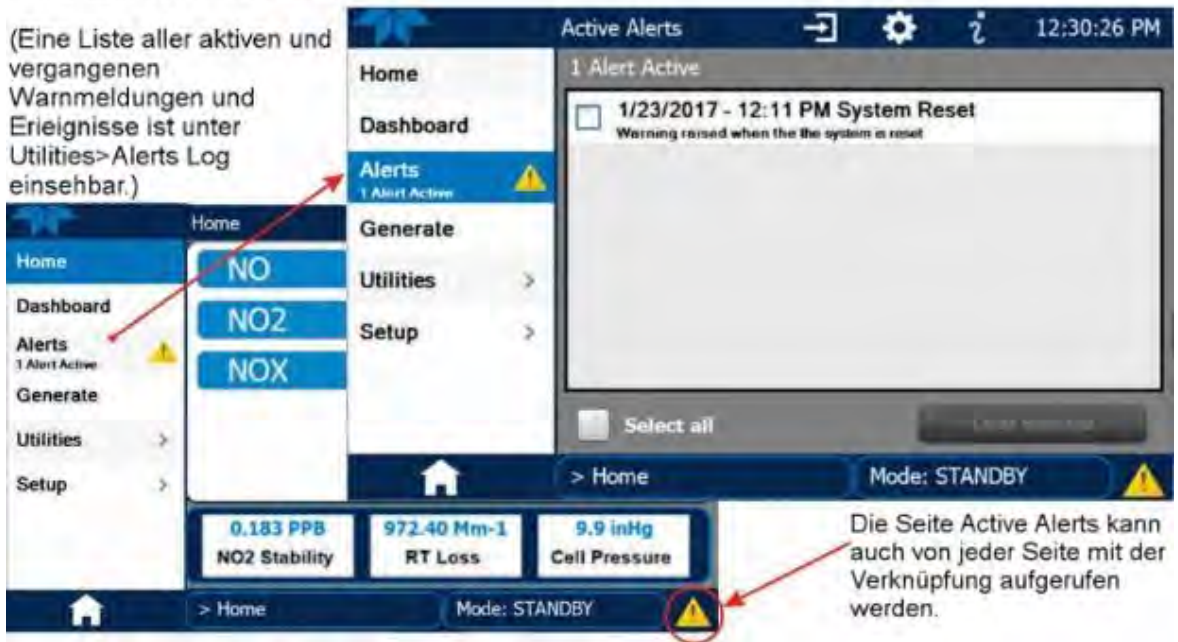 (Eine Liste aller aktiven und
vergangenen
Warnmeldungen und
Erieignisse ist unter
Utilities>Alerts Log
einsehbar.)
Active Alerts
12:30:26 PM
Home
Dashboard
Alerts
1 Alert Active
Generate
Utilities >
Setup >
1 Alert Active
1/23/2017 - 12:11 PM System Reset
Warning raised when the the system is reset
Select all
> Home
Mode: STANDBY
Home
Home
Dashboard
Alerts
1 Alert Active
Generate
Utilities >
Setup >
NO
NO2
NOX
0.183 PPB
NO2 Stability
972.40 Mm-1
RT Loss
9.9 inHg
Cell Pressure
> Home
Mode: STANDBY
Die Seite Active Alerts kann
auch von jeder Seite mit der
Verknüpfung aufgerufen
werden.